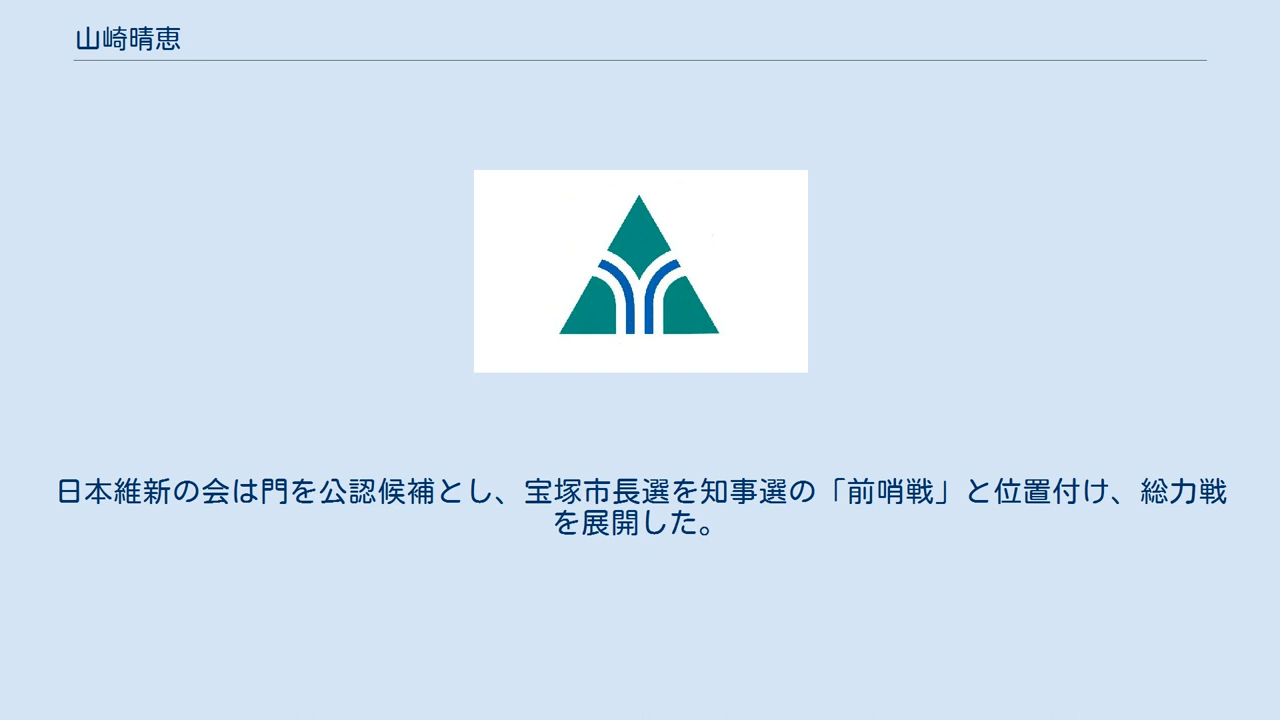 山崎晴恵
日本維新の会は門を公認候補とし、宝塚市長選を知事選の「前哨戦」と位置付け、総力戦
を展開した。